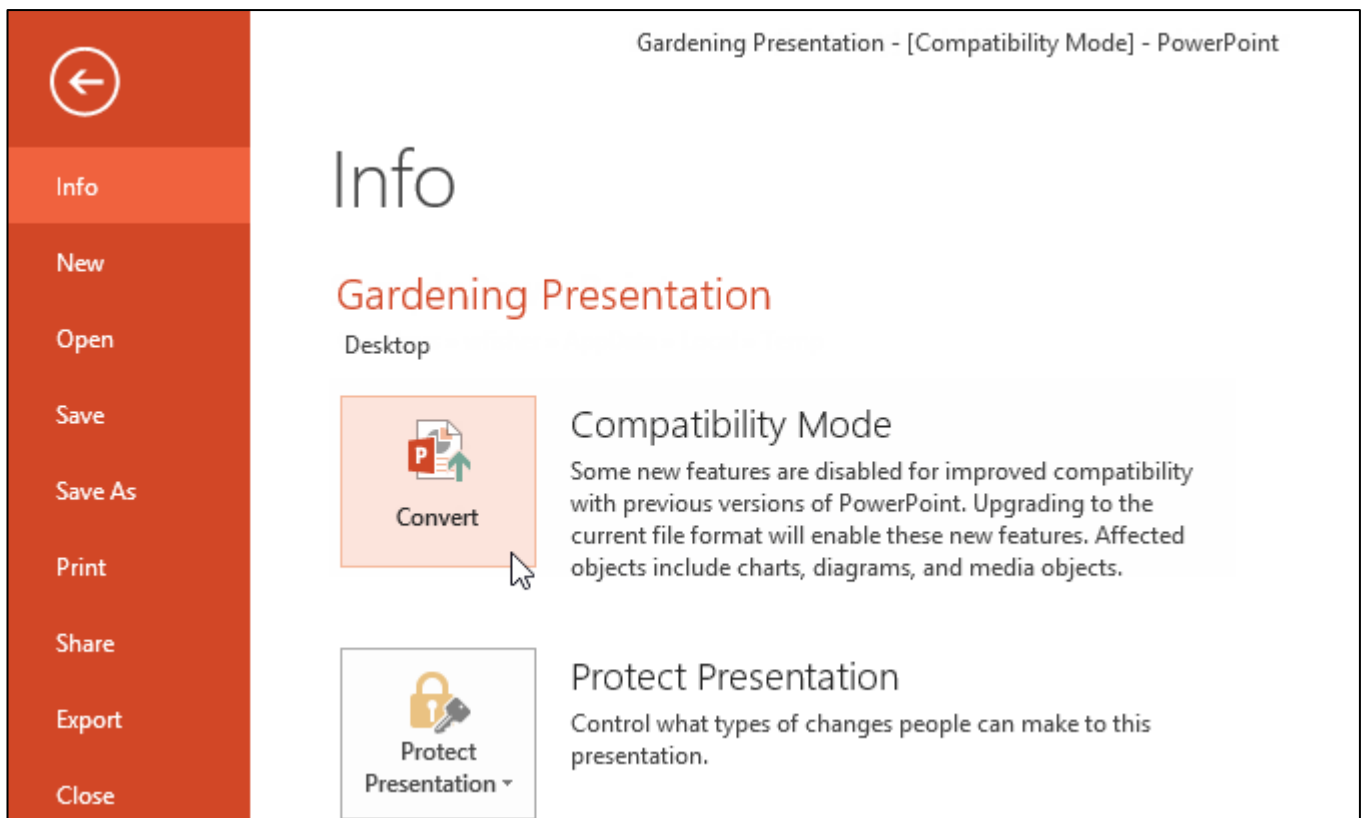 Gardening Presentation - [Compatibility Mode] - PowerPoint
Info
Info
New
Open
Save
Save As
Print
Share
Export
Close
Gardening Presentation
Desktop
P
Convert
Compatibility Mode
Some new features are disabled for improved compatibility
with previous versions of PowerPoint. Upgrading to the
current file format will enable these new features. Affected
objects include charts, diagrams, and media objects.
Protect
Presentation
Protect Presentation
Control what types of changes people can make to this
presentation.